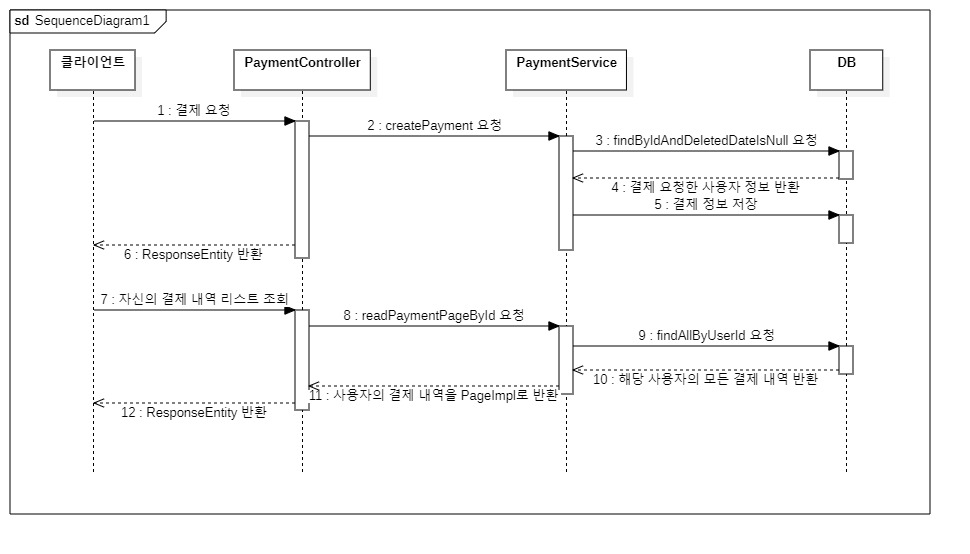 sd SequenceDiagram1
클라이언트
PaymentController
PaymentService
DB
1 : 결제 요청
2 : createPayment 요청
3 : findByIdAndDeletedDateIsNull 요청
4 : 결제 요청한 사용자 정보 반환
5 : 결제 정보 저장
6 : ResponseEntity 반환
7 : 자신의 결제 내역 리스트 조회
8 : readPaymentPageById 요청
9 : findAllByUserId 요청
10 : 해당 사용자의 모든 결제 내역 반환
11 : 사용자의 결제 내역을 PageImpl로 반환
12 : ResponseEntity 반환